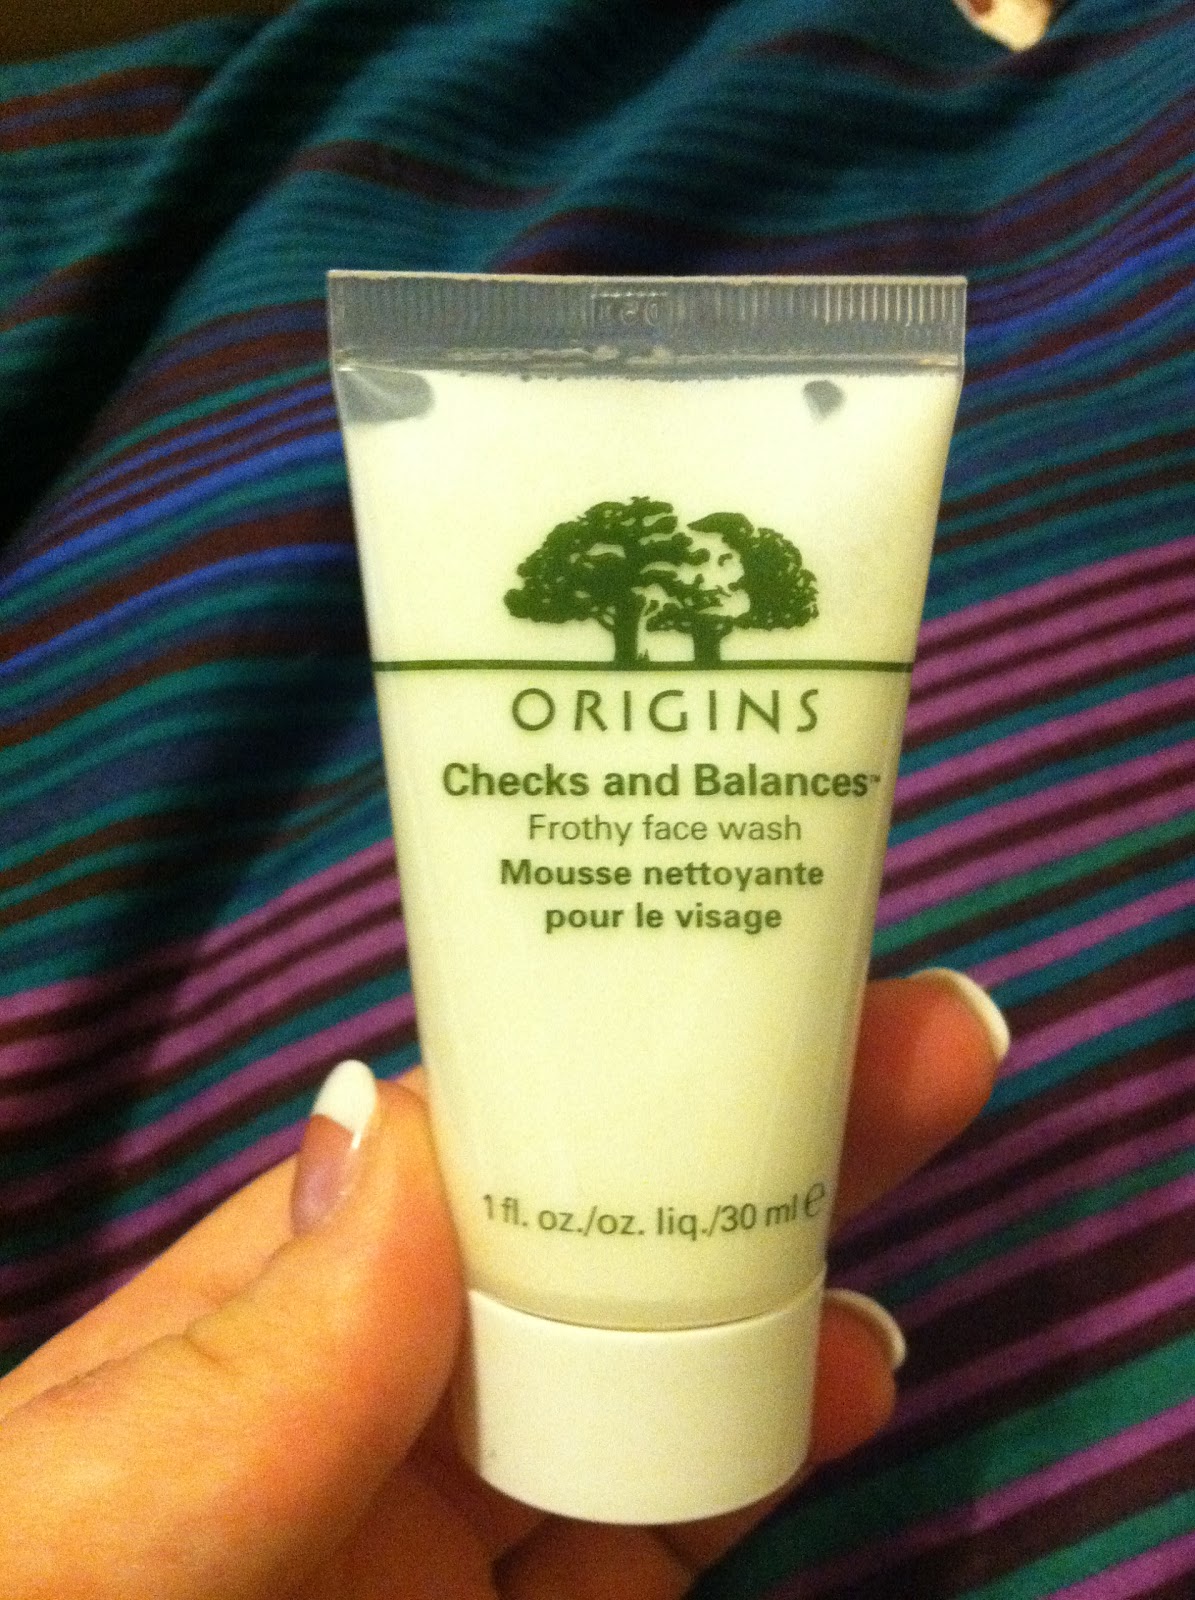 ORIGINS
Checks and Balances™
Frothy face wash
Mousse nettoyante
pour le visage
1 fl. oz./oz. liq./30 ml ℮